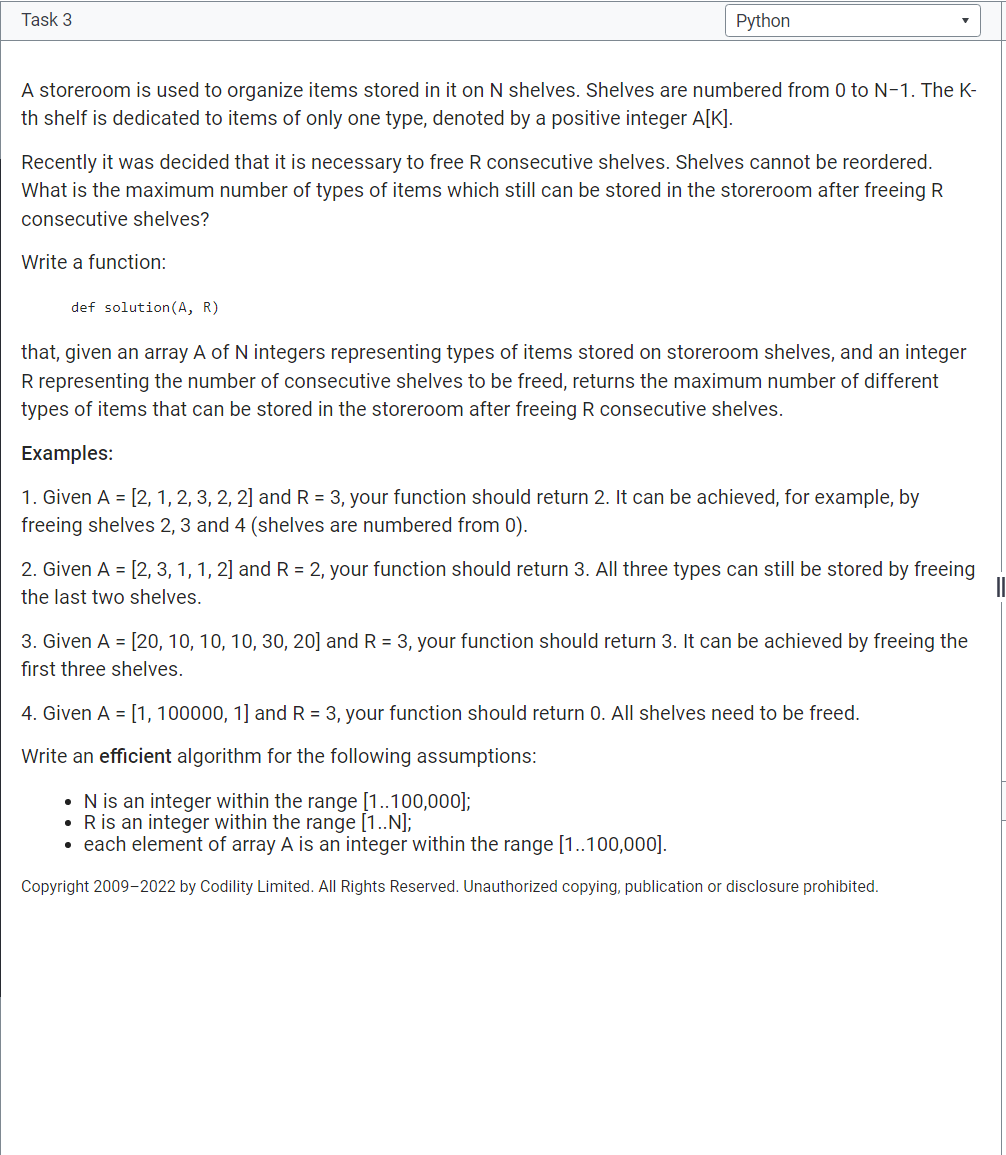 Task 3
Python
A storeroom is used to organize items stored in it on N shelves. Shelves are numbered from 0 to N−1. The K-
th shelf is dedicated to items of only one type, denoted by a positive integer A[K].
Recently it was decided that it is necessary to free R consecutive shelves. Shelves cannot be reordered.
What is the maximum number of types of items which still can be stored in the storeroom after freeing R
consecutive shelves?
Write a function:
def solution(A, R)
that, given an array A of N integers representing types of items stored on storeroom shelves, and an integer
R representing the number of consecutive shelves to be freed, returns the maximum number of different
types of items that can be stored in the storeroom after freeing R consecutive shelves.
Examples:
1. Given A = [2, 1, 2, 3, 2, 2] and R = 3, your function should return 2. It can be achieved, for example, by
freeing shelves 2, 3 and 4 (shelves are numbered from 0).
2. Given A = [2, 3, 1, 1, 2] and R = 2, your function should return 3. All three types can still be stored by freeing
the last two shelves.
3. Given A = [20, 10, 10, 10, 30, 20] and R = 3, your function should return 3. It can be achieved by freeing the
first three shelves.
4. Given A = [1, 100000, 1] and R = 3, your function should return 0. All shelves need to be freed.
Write an efficient algorithm for the following assumptions:
• N is an integer within the range [1..100,000];
• R is an integer within the range [1..N];
• each element of array A is an integer within the range [1..100,000].
Copyright 2009–2022 by Codility Limited. All Rights Reserved. Unauthorized copying, publication or disclosure prohibited.